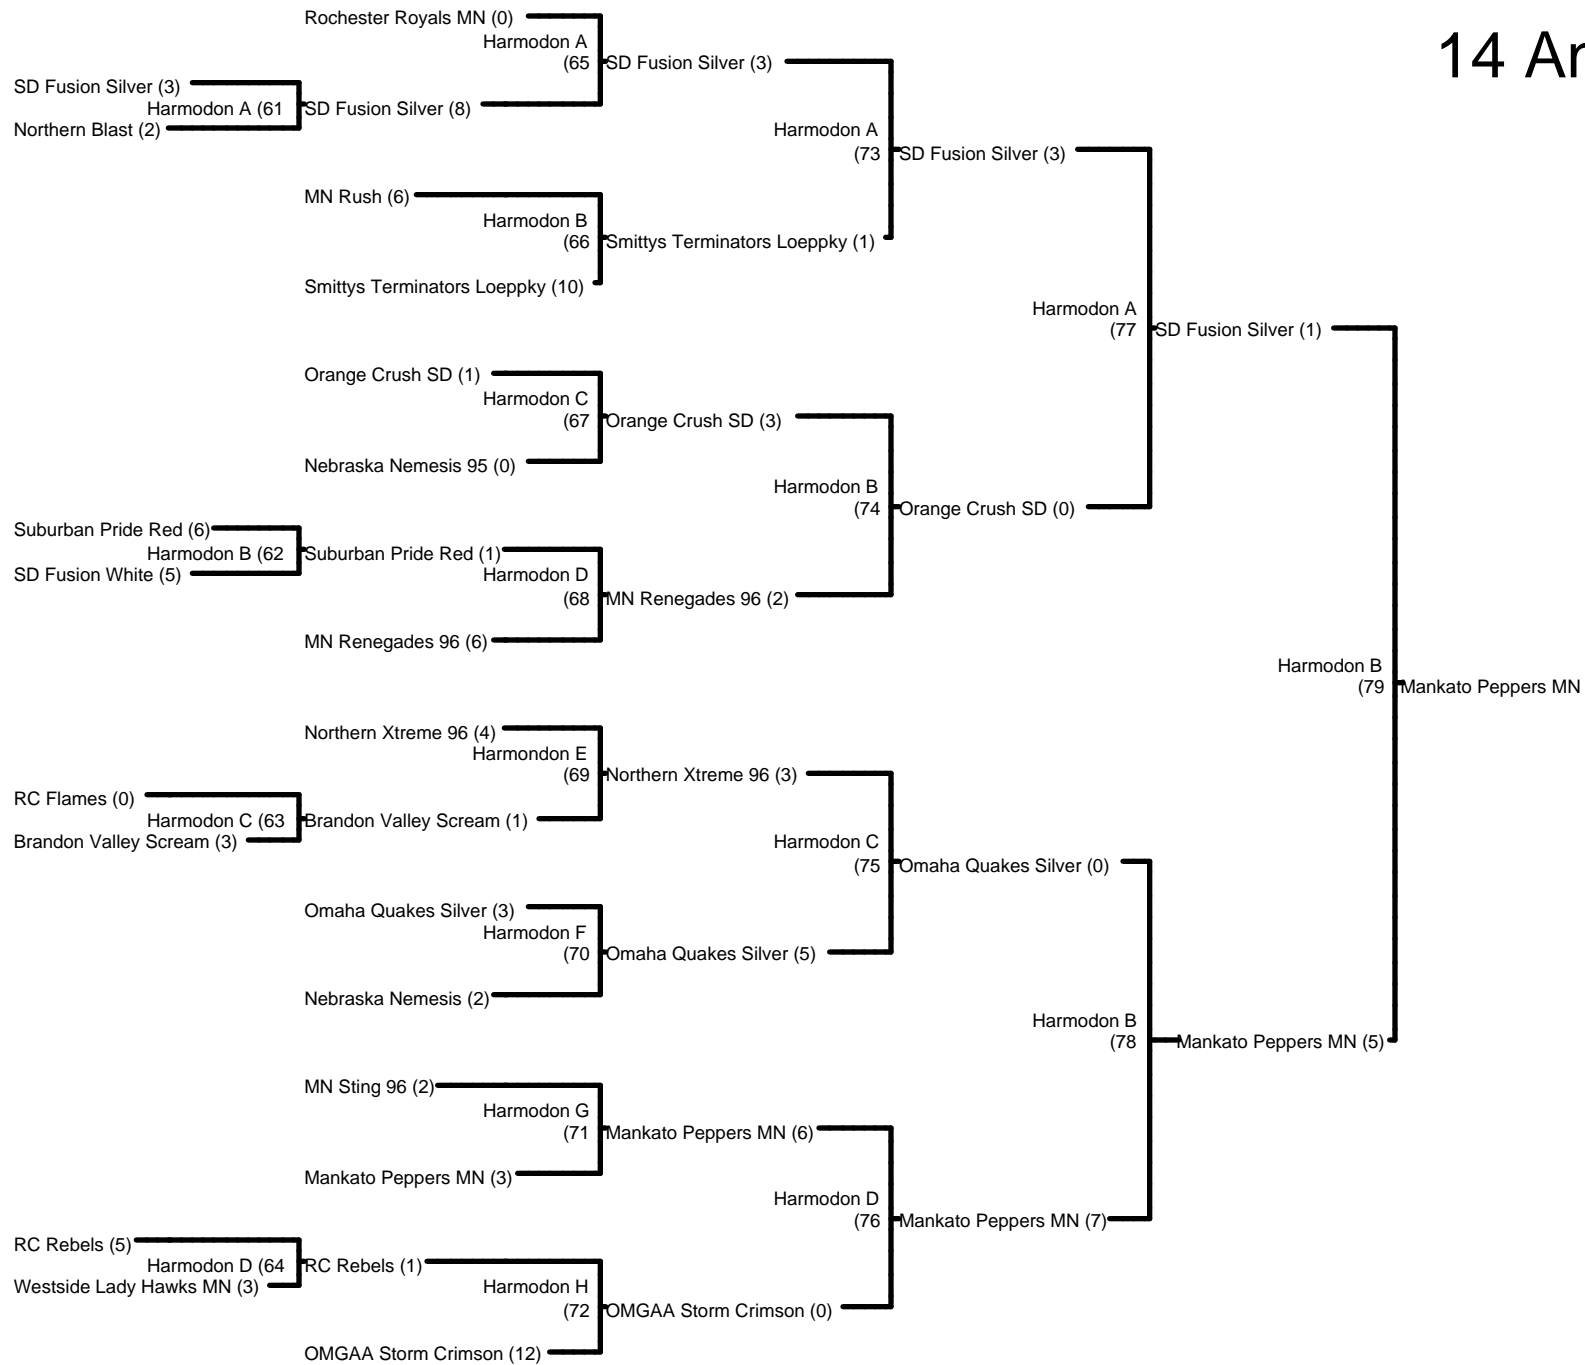 14 Ar
Rochester Royals MN (0)
Harmodon A
(65
SD Fusion Silver (3)
SD Fusion Silver (3)
Harmodon A (61
SD Fusion Silver (8)
Northern Blast (2)
Harmodon A
(73
SD Fusion Silver (3)
MN Rush (6)
Harmodon B
(66
Smittys Terminators Loeppky (1)
Smittys Terminators Loeppky (10)
Harmodon A
(77
SD Fusion Silver (1)
Orange Crush SD (1)
Harmodon C
(67
Orange Crush SD (3)
Nebraska Nemesis 95 (0)
Harmodon B
(74
Orange Crush SD (0)
Suburban Pride Red (6)
Harmodon B (62
Suburban Pride Red (1)
SD Fusion White (5)
Harmodon D
(68
MN Renegades 96 (2)
MN Renegades 96 (6)
Harmodon B
(79
Mankato Peppers MN
Northern Xtreme 96 (4)
Harmondon E
(69
Northern Xtreme 96 (3)
RC Flames (0)
Harmodon C (63
Brandon Valley Scream (1)
Brandon Valley Scream (3)
Harmodon C
(75
Omaha Quakes Silver (0)
Omaha Quakes Silver (3)
Harmodon F
(70
Omaha Quakes Silver (5)
Nebraska Nemesis (2)
Harmodon B
(78
Mankato Peppers MN (5)
MN Sting 96 (2)
Harmodon G
(71
Mankato Peppers MN (6)
Mankato Peppers MN (3)
Harmodon D
(76
Mankato Peppers MN (7)
RC Rebels (5)
Harmodon D (64
RC Rebels (1)
Westside Lady Hawks MN (3)
Harmodon H
(72
OMGAA Storm Crimson (0)
OMGAA Storm Crimson (12)